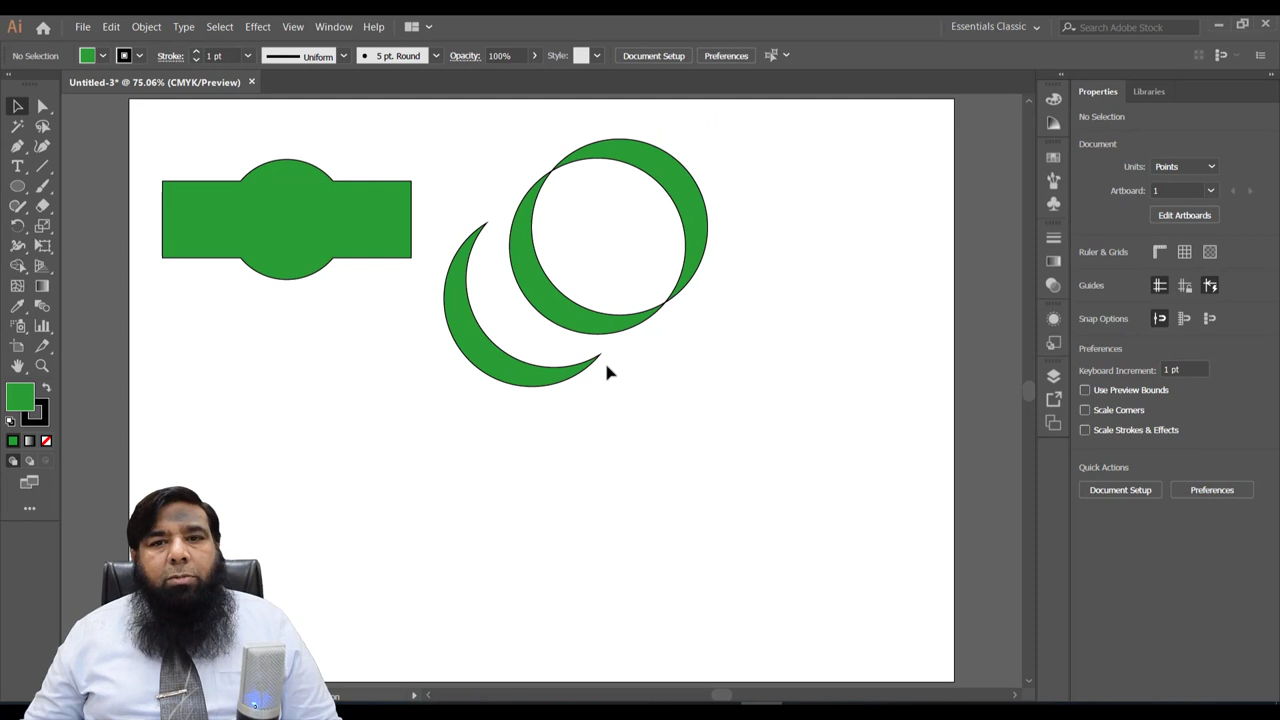 Ai File Edit Object Type Select Effect View Window Help Essentials Classic Search Adobe Stock
No Selection Stroke: 1 pt Uniform 5 pt. Round Opacity: 100% Style: Document Setup Preferences
Untitled-3* @ 75.06% (CMYK/Preview)
Properties Libraries
No Selection
Document
Units: Points
Artboard: 1
Edit Artboards
Ruler & Grids
Guides
Snap Options
Preferences
Keyboard Increment: 1 pt
Use Preview Bounds
Scale Corners
Scale Strokes & Effects
Quick Actions
Document Setup Preferences